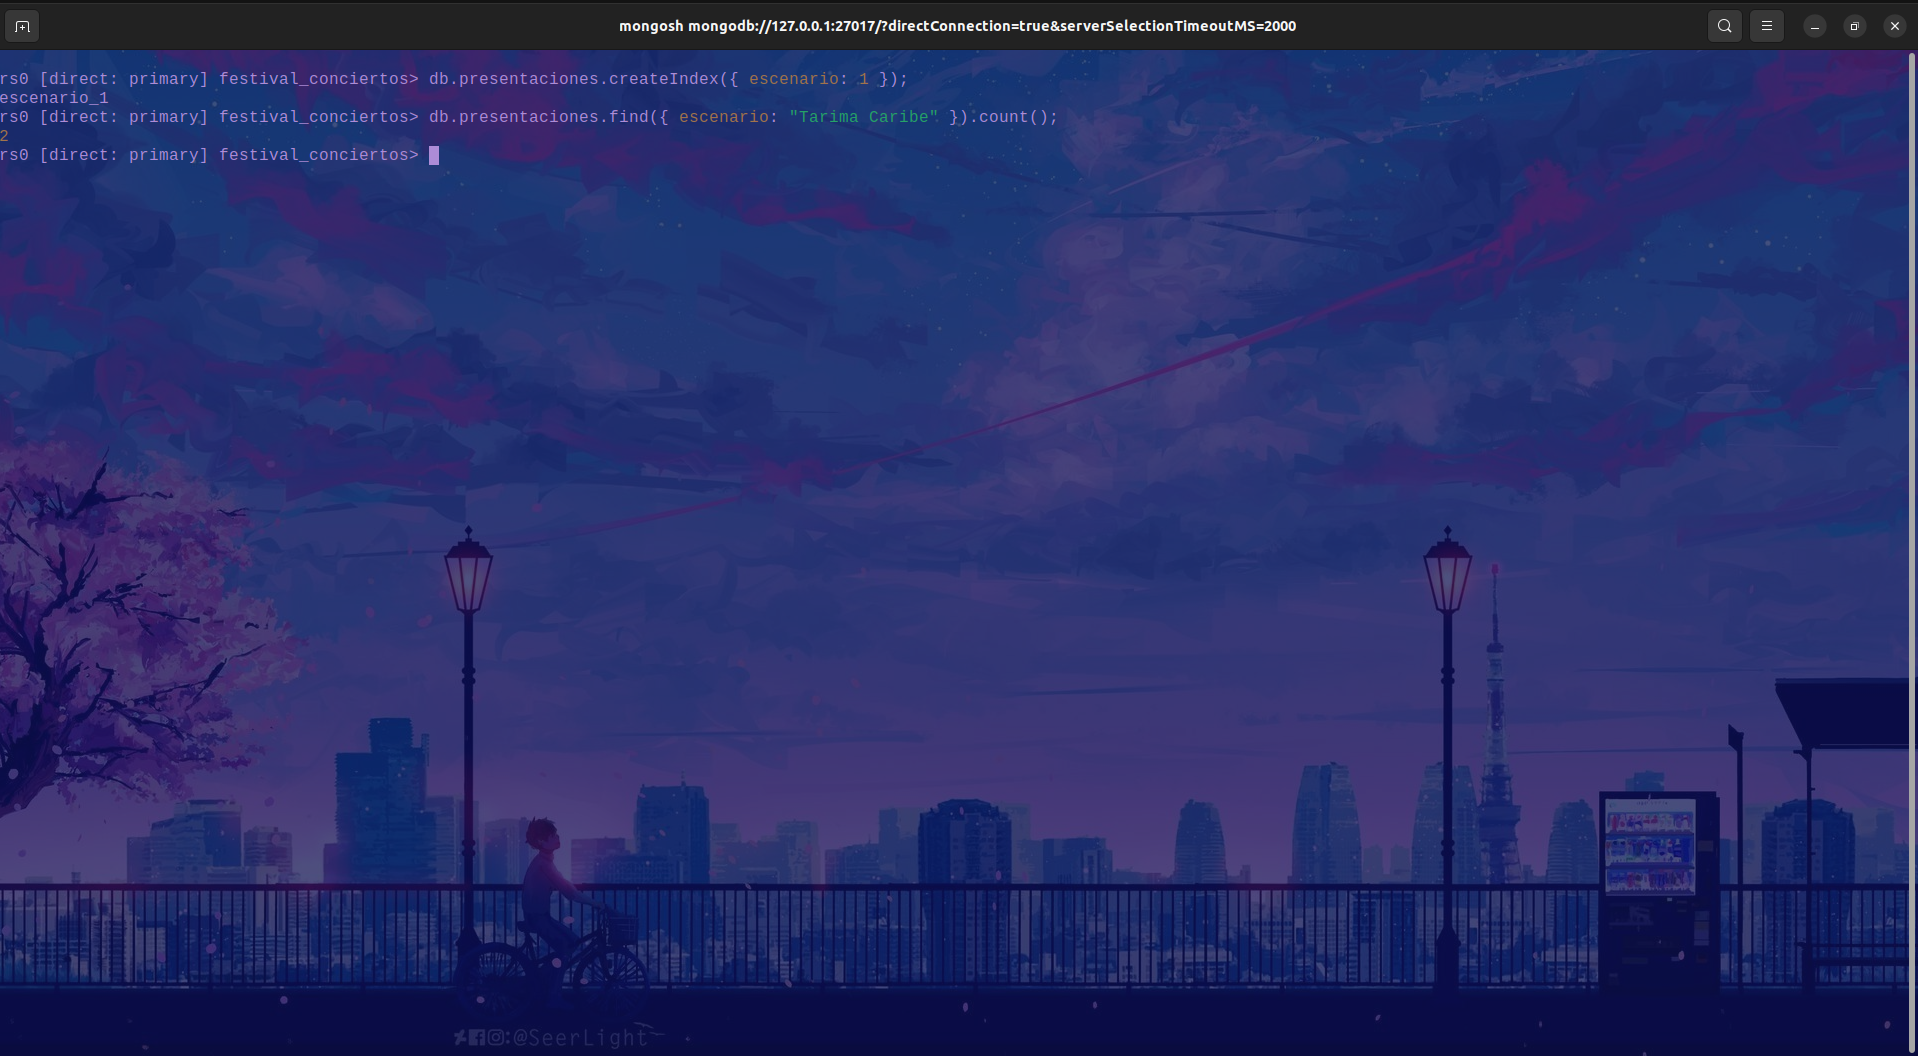 mongosh mongodb://127.0.0.1:27017/?directConnection=true&serverSelectionTimeoutMS=2000
rs0 [direct: primary] festival_conciertos> db.presentaciones.createIndex({ escenario: 1 });
escenario_1
rs0 [direct: primary] festival_conciertos> db.presentaciones.find({ escenario: "Tarima Caribe" }).count();
2
rs0 [direct: primary] festival_conciertos>
:@SeerLight